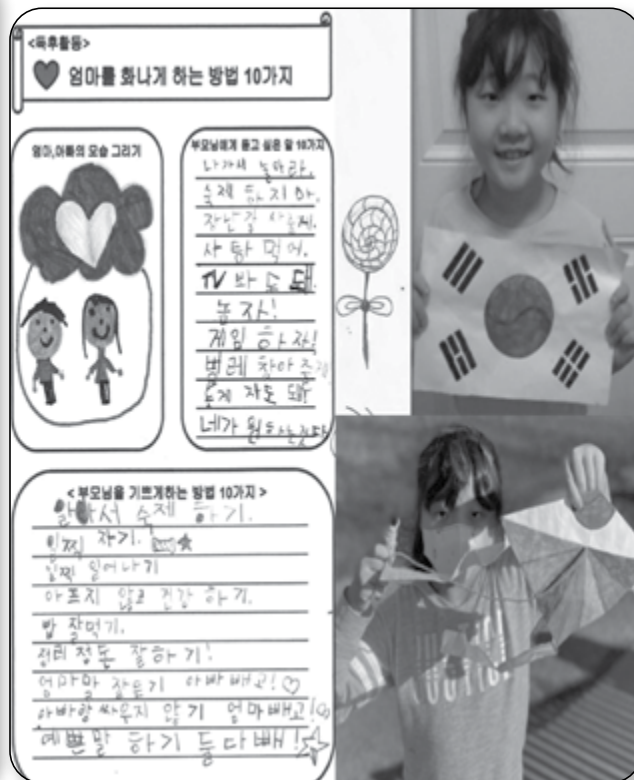 <독후활동>
엄마를 화나게 하는 방법 10가지
엄마,아빠의 모습 그리기
부모님에게 듣고 싶은 말 10가지
나가서 놀아라.
숙제 하지마.
장난감 사줄게.
사탕 먹어.
TV 봐도 돼.
놀자!
게임 하자!
벌레 찾아줄게
늦게 자도 돼
네가 원하는
< 부모님을 기쁘게하는 방법 10가지 >
알아서 숙제 하기.
일찍 자기.
일찍 일어나기
아프지 않고 건강 하기.
밥 잘먹기.
정리 정돈 잘하기!
엄마말 잘듣기 아빠 빼고!
아빠랑 싸우지 않기 엄마빼고!
예쁜말 하기 둘다빼!